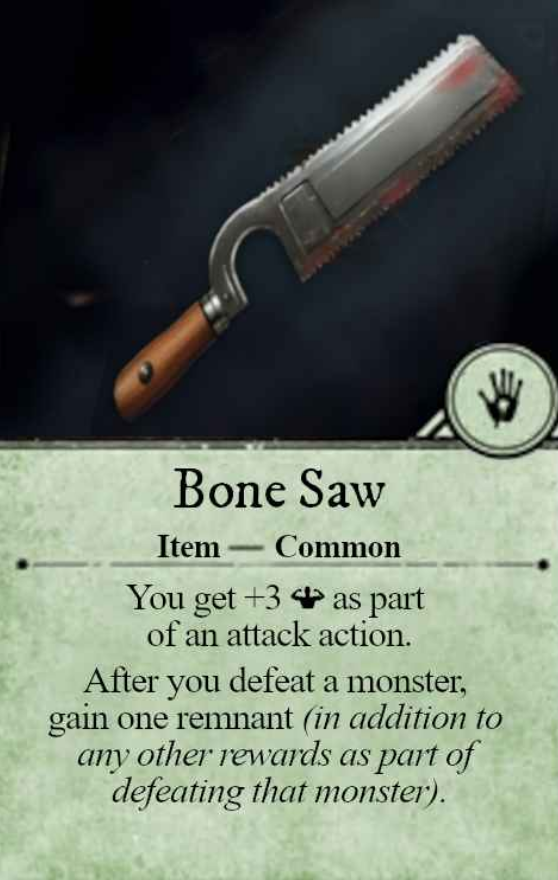 Bone Saw
Item — Common
You get +3 as part
of an attack action.
After you defeat a monster,
gain one remnant (in addition to
any other rewards as part of
defeating that monster).